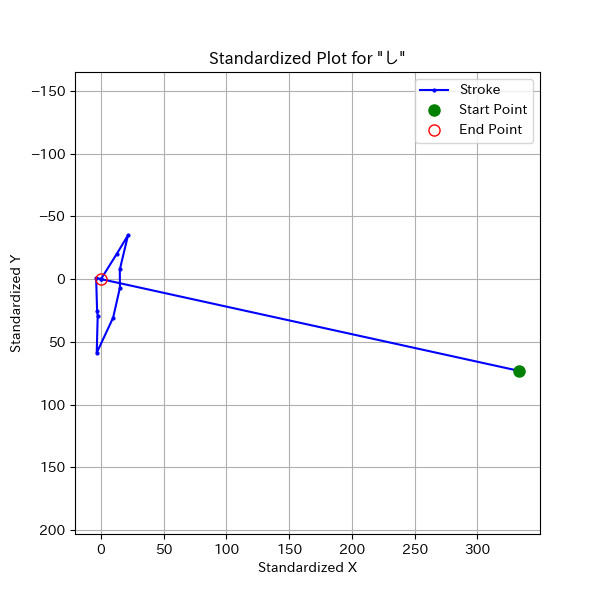 Standardized Plot for "し"
Stroke
Start Point
End Point
−150
−100
−50
0
50
100
150
200
Standardized Y
0 50 100 150 200 250 300
Standardized X